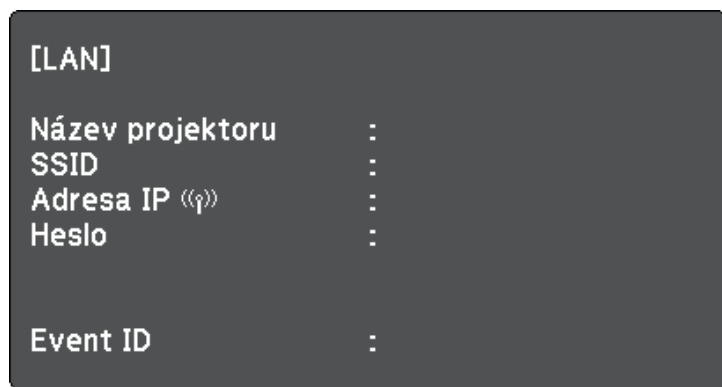 [LAN]
Název projektoru :
SSID :
Adresa IP :
Heslo :
Event ID :